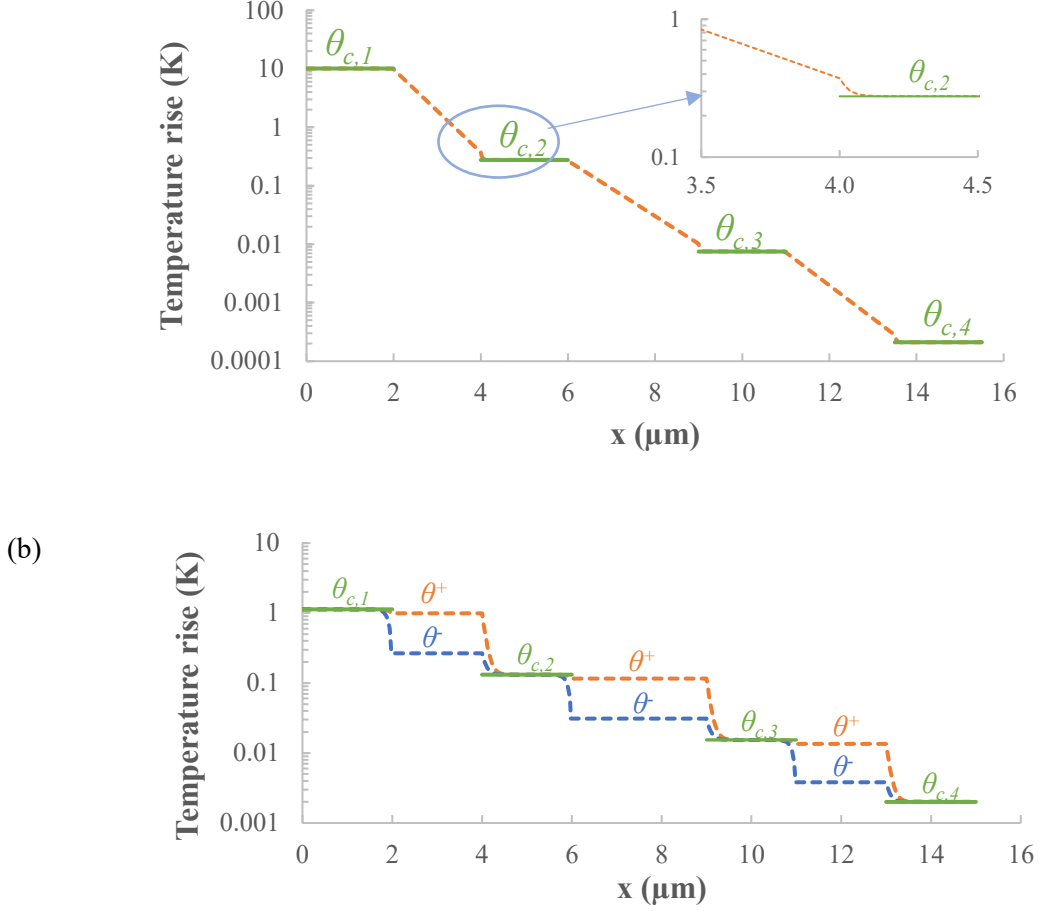 100
10
1
0.1
0.01
0.001
0.0001
Temperature rise (K)
θc,1
θc,2
θc,3
θc,4
0 2 4 6 8 10 12 14 16
x (μm)
1
0.1
θc,2
3.5 4.0 4.5
(b)
10
1
0.1
0.01
0.001
Temperature rise (K)
θc,1
θ+
θ-
θc,2
θ+
θ-
θc,3
θ+
θ-
θc,4
0 2 4 6 8 10 12 14 16
x (μm)